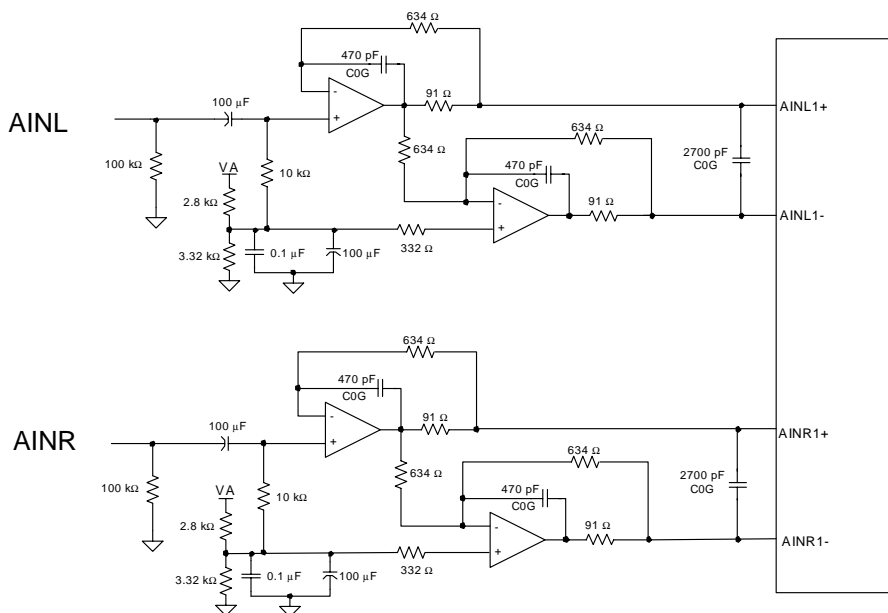 634 Ω
470 pF
C0G
91 Ω
100 µF
AINL
AINL1+
634 Ω
634 Ω
470 pF
C0G
2700 pF
C0G
100 kΩ
VA
10 kΩ
2.8 kΩ
91 Ω
AINL1-
332 Ω
3.32 kΩ
0.1 µF
100 µF
634 Ω
470 pF
C0G
91 Ω
100 µF
AINR
AINR1+
634 Ω
634 Ω
470 pF
C0G
2700 pF
C0G
100 kΩ
VA
10 kΩ
2.8 kΩ
91 Ω
AINR1-
332 Ω
3.32 kΩ
0.1 µF
100 µF